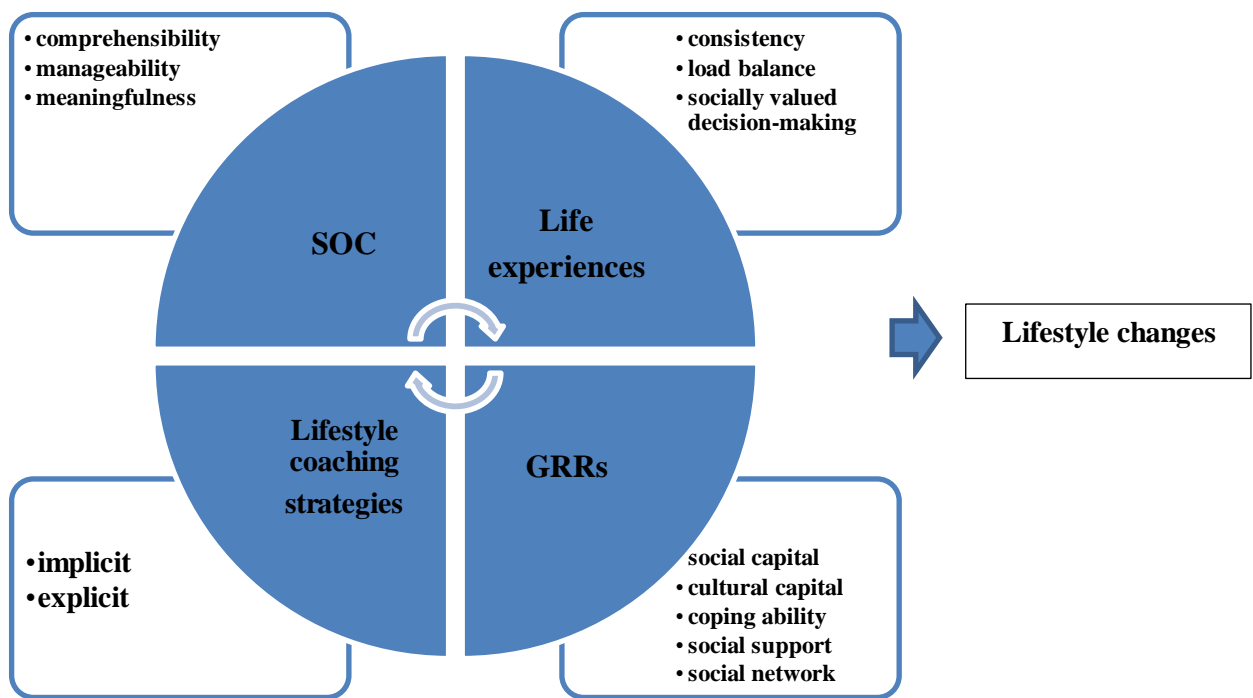 • comprehensibility
• manageability
• meaningfulness
• consistency
• load balance
• socially valued
decision-making
SOC
Life
experiences
Lifestyle changes
Lifestyle
coaching
strategies
GRRs
• implicit
• explicit
social capital
• cultural capital
• coping ability
• social support
• social network